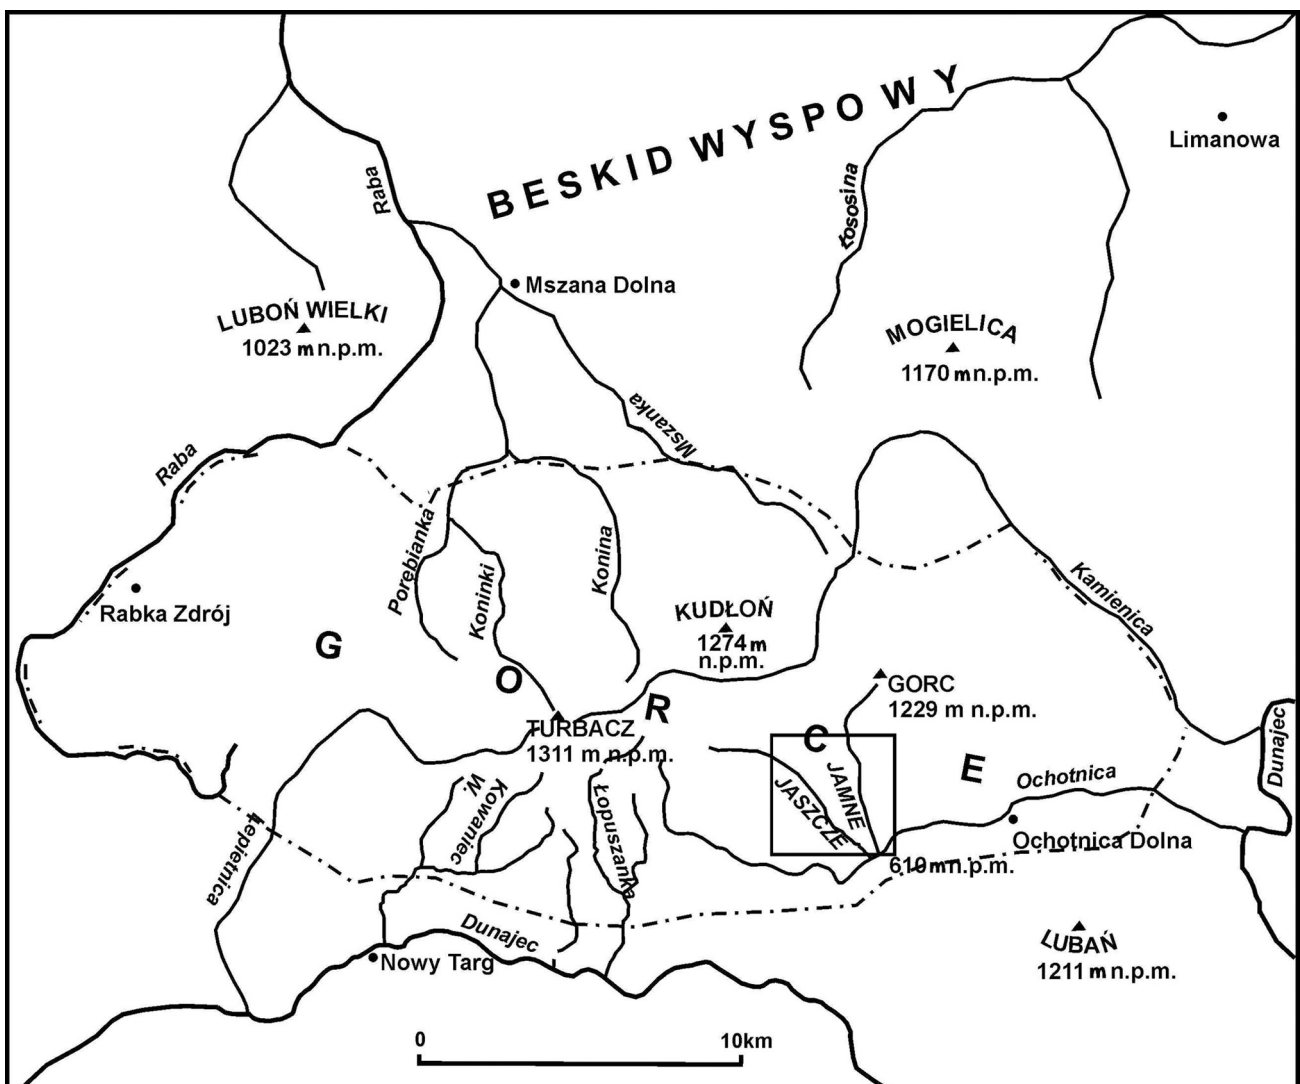 BESKID WYSPOWY
Limanowa
Raba
Łososina
Mszana Dolna
LUBOŃ WIELKI
1023 m n.p.m.
MOGIELICA
1170 m n.p.m.
Mszanka
Raba
Porębianka
Koninki
Konina
Kamienica
Rabka Zdrój
KUDŁOŃ
1274 m
n.p.m.
G O R C E
GORC
1229 m n.p.m.
TURBACZ
1311 m n.p.m.
Dunajec
JAMNE
JASZCZE
Ochotnica
W.
Kowaniec
Łopuszanka
Ochotnica Dolna
610 m n.p.m.
Lepietnica
Dunajec
Nowy Targ
LUBAŃ
1211 m n.p.m.
0 10km